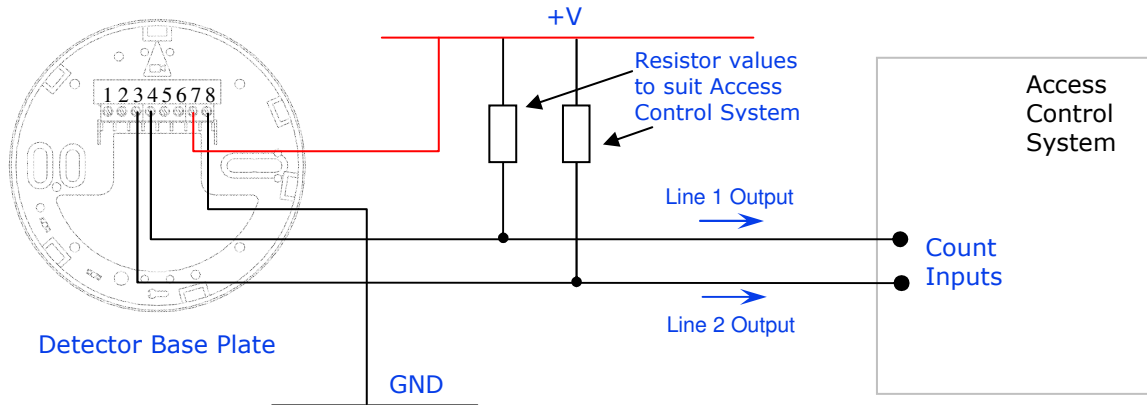 +V
Resistor values
to suit Access
Control System
Access
Control
System
1 2 3 4 5 6 7 8
Line 1 Output
Count
Inputs
Line 2 Output
Detector Base Plate
GND